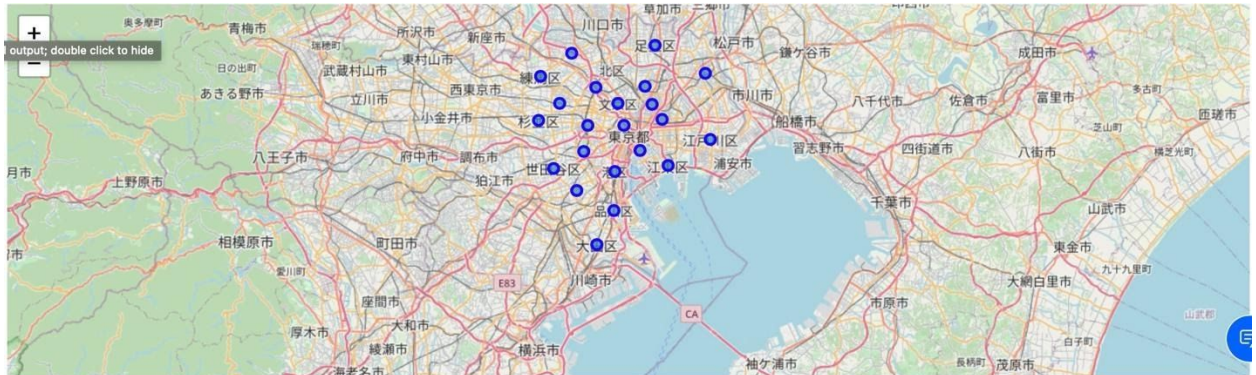 +
output; double click to hide
−
奥多摩町
青梅市
所沢市
新座市
川口市
草加市
瑞穂町
東村山市
足立区
松戸市
鎌ケ谷市
成田市
日の出町
武蔵村山市
練馬区
北区
多古町
あきる野市
立川市
西東京市
文京区
市川市
八千代市
佐倉市
富里市
匝瑳市
小金井市
杉並区
東京都
江戸川区
船橋市
習志野市
四街道市
八街市
芝山町
横芝光町
八王子市
府中市
調布市
世田谷区
港区
江東区
浦安市
上野原市
狛江市
月市
千葉市
山武市
品川区
相模原市
町田市
大田区
東金市
愛川町
川崎市
九十九里町
E83
大網白里市
座間市
市原市
CA
山武郡
厚木市
大和市
白子町
綾瀬市
横浜市
袖ケ浦市
長柄町
茂原市
海老名市